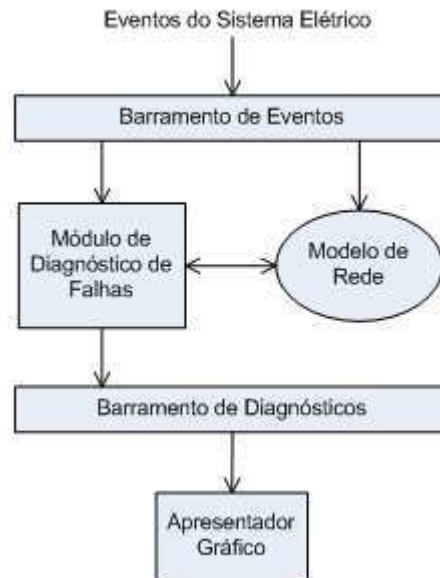 Eventos do Sistema Elétrico
Barramento de Eventos
Módulo de
Diagnóstico de
Falhas
Modelo de
Rede
Barramento de Diagnósticos
Apresentador
Gráfico